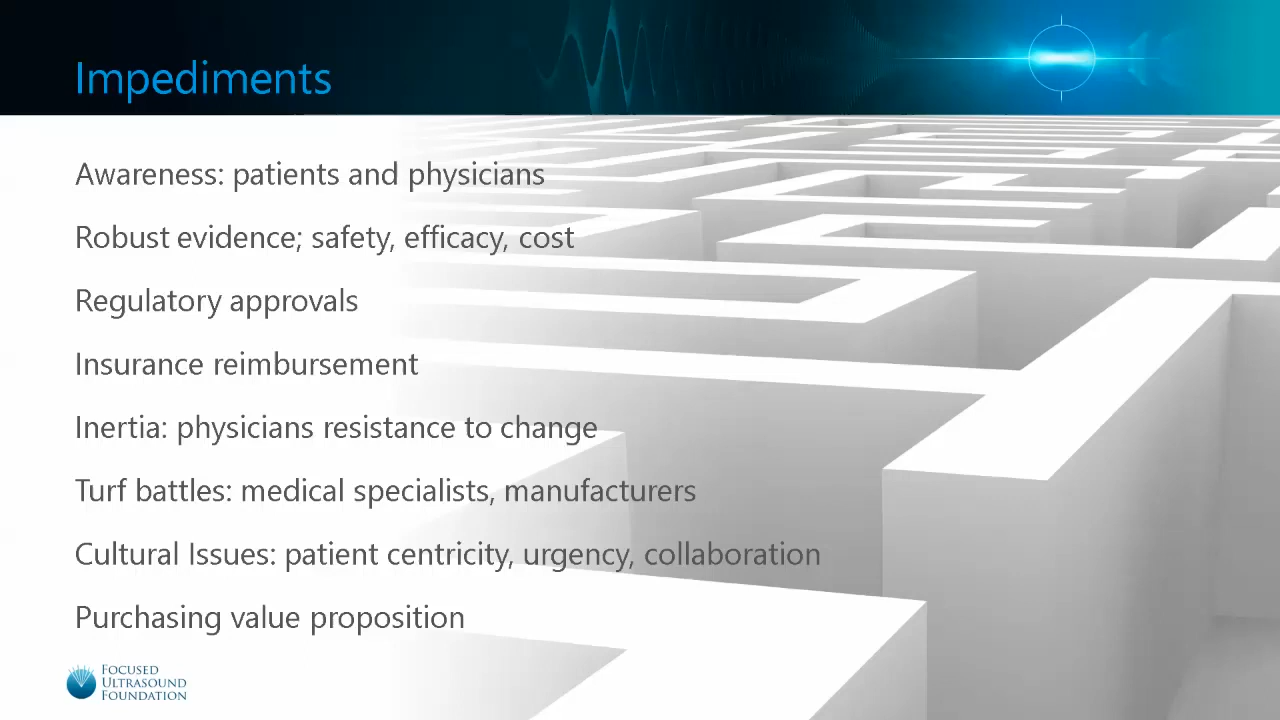 Impediments
Awareness: patients and physicians
Robust evidence; safety, efficacy, cost
Regulatory approvals
Insurance reimbursement
Inertia: physicians resistance to change
Turf battles: medical specialists, manufacturers
Cultural Issues: patient centricity, urgency, collaboration
Purchasing value proposition
FOCUSED
ULTRASOUND
FOUNDATION